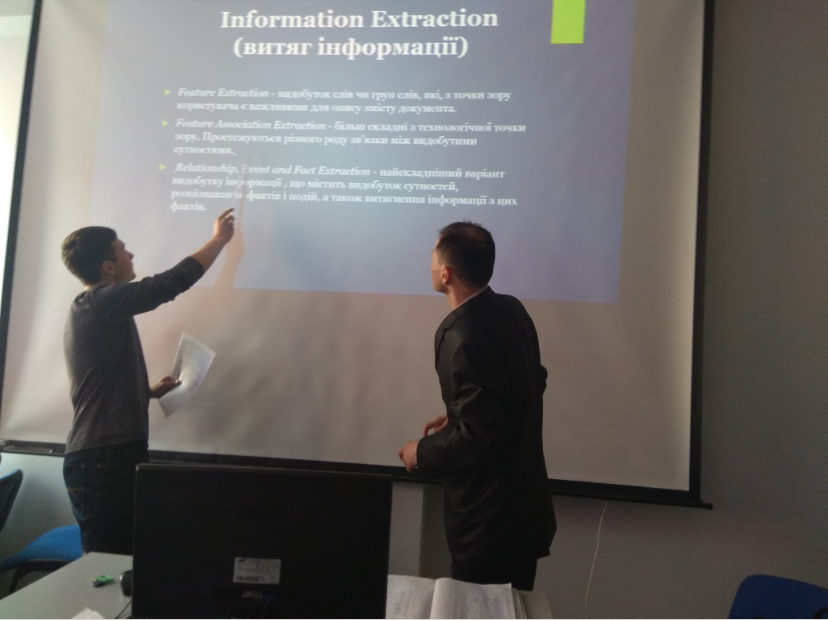 Information Extraction
(витяг інформації)
Feature Extraction - видобуток слів чи груп слів, які, з точки зору
користувача є важливими для опису змісту документа.
Feature Association Extraction - більш складні з технологічної точки
зору. Простежуються різного роду зв'язки між видобутими
сутностями.
Relationship, Event and Fact Extraction - найскладніший варіант
видобутку інформації , що містить видобуток сутностей,
розпізнавання фактів і подій, а також витягнення інформації з цих
фактів.